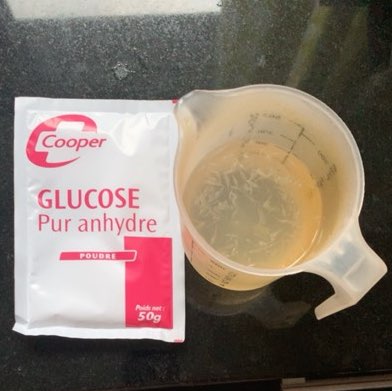 Cooper
GLUCOSE
Pur anhydre
POUDRE
Poids net :
50g